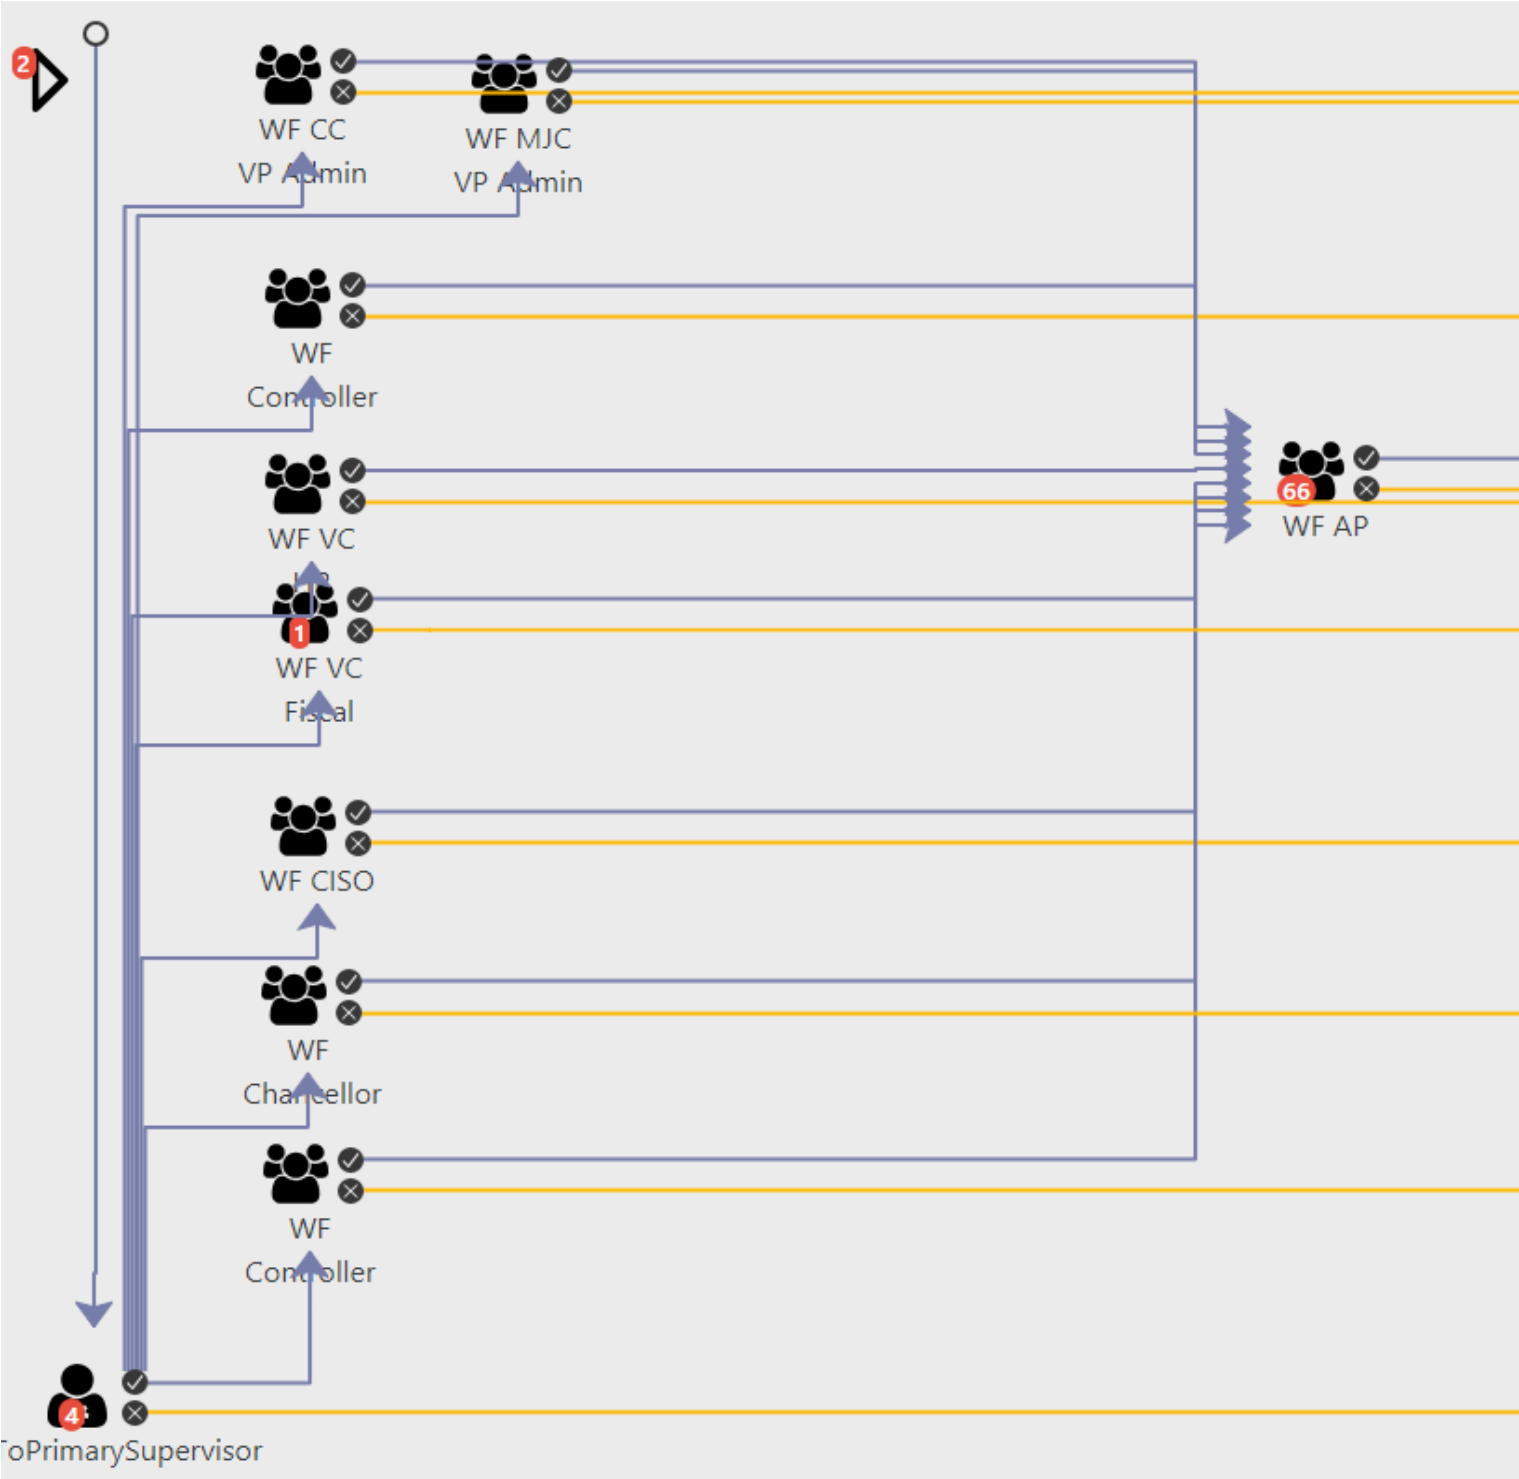 2
WF CC
VP Admin
WF MJC
VP Admin
WF
Controller
WF VC
66
WF AP
1
WF VC
Fiscal
WF CISO
WF
Chancellor
WF
Controller
4
ToPrimarySupervisor